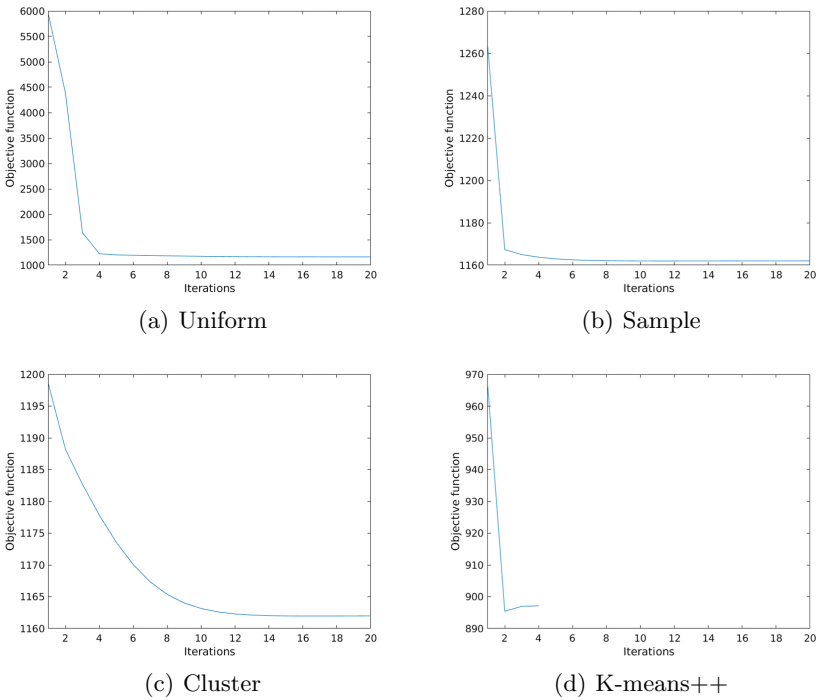 6000
5500
5000
4500
4000
3500
3000
2500
2000
1500
1000
Objective function
2 4 6 8 10 12 14 16 18 20
Iterations
(a) Uniform
1280
1260
1240
1220
1200
1180
1160
Objective function
2 4 6 8 10 12 14 16 18 20
Iterations
(b) Sample
1200
1195
1190
1185
1180
1175
1170
1165
1160
Objective function
2 4 6 8 10 12 14 16 18 20
Iterations
(c) Cluster
970
960
950
940
930
920
910
900
890
Objective function
2 4 6 8 10 12 14 16 18 20
Iterations
(d) K-means++